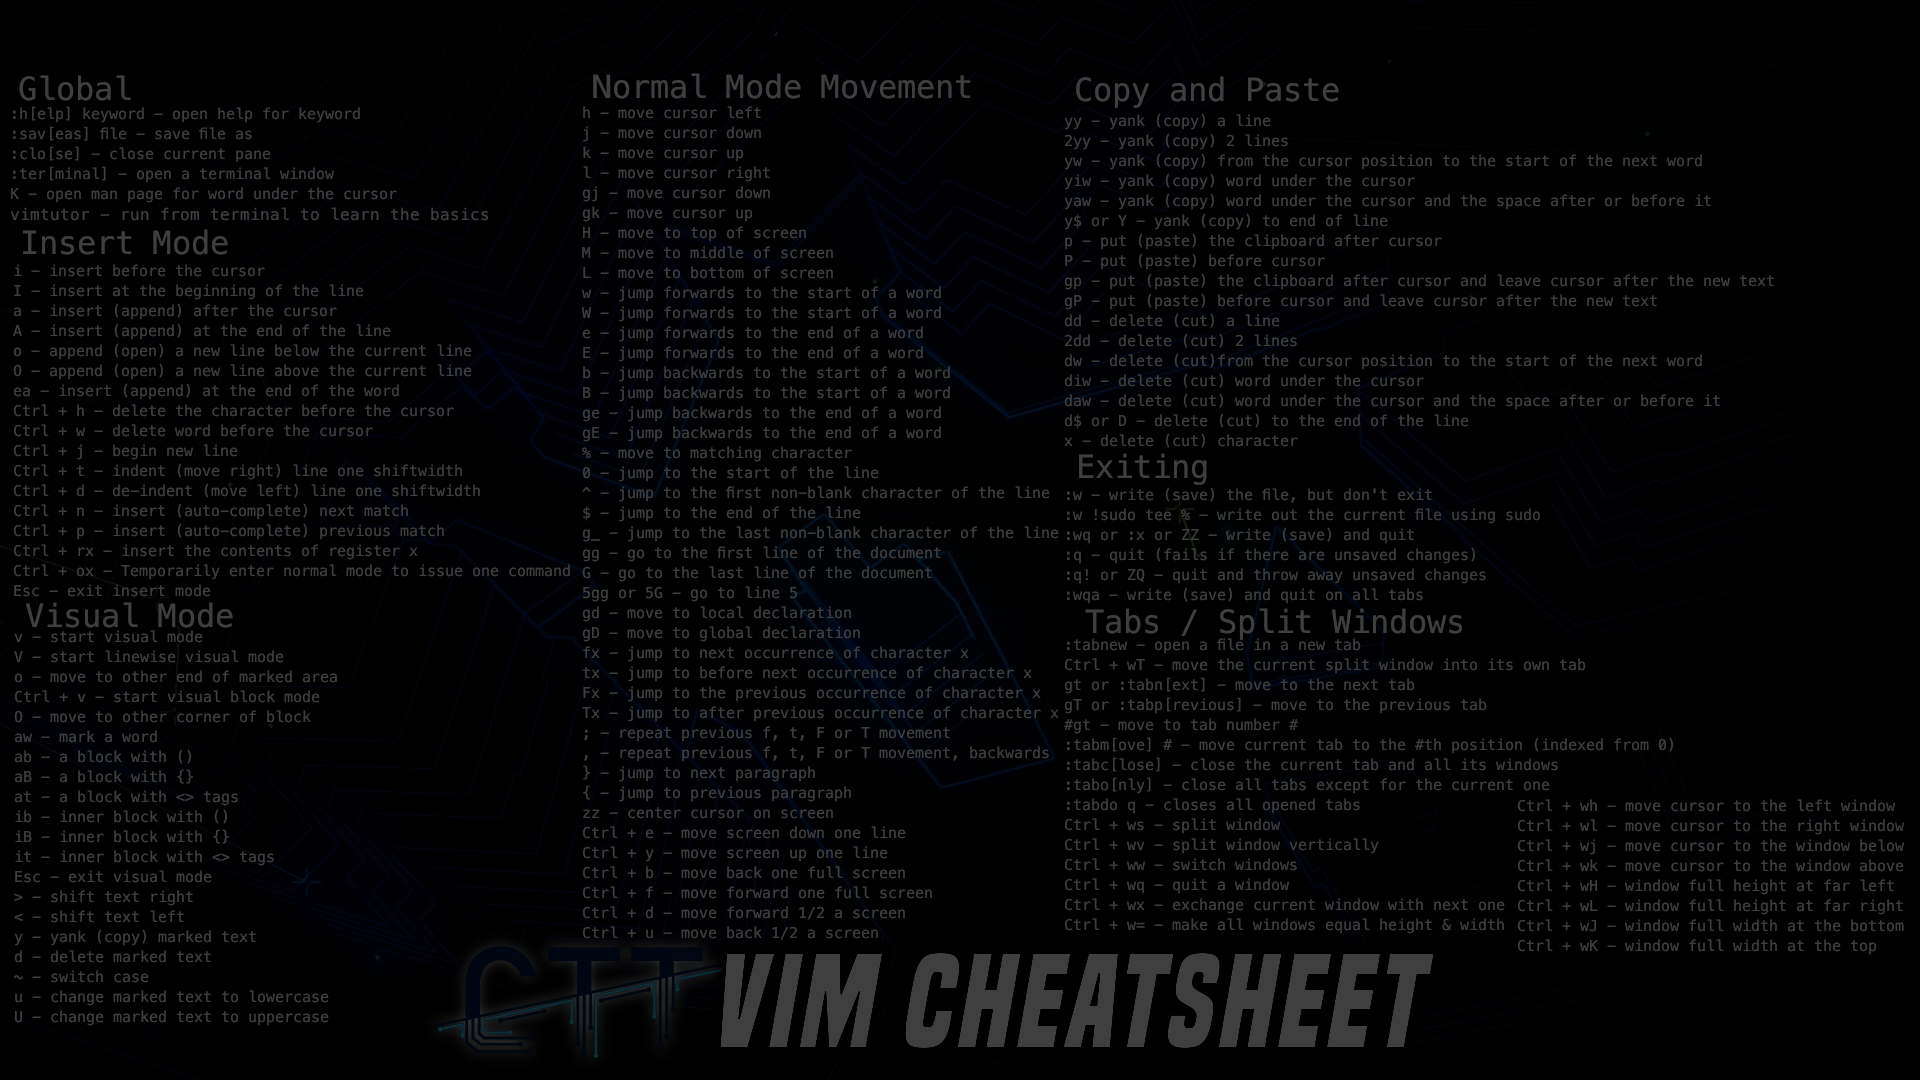 Global
:h[elp] keyword – open help for keyword
:sav[eas] file – save file as
:clo[se] – close current pane
:ter[minal] – open a terminal window
K – open man page for word under the cursor
vimtutor – run from terminal to learn the basics
Insert Mode
i – insert before the cursor
I – insert at the beginning of the line
a – insert (append) after the cursor
A – insert (append) at the end of the line
o – append (open) a new line below the current line
O – append (open) a new line above the current line
ea – insert (append) at the end of the word
Ctrl + h – delete the character before the cursor
Ctrl + w – delete word before the cursor
Ctrl + j – begin new line
Ctrl + t – indent (move right) line one shiftwidth
Ctrl + d – de–indent (move left) line one shiftwidth
Ctrl + n – insert (auto–complete) next match
Ctrl + p – insert (auto–complete) previous match
Ctrl + rx – insert the contents of register x
Ctrl + ox – Temporarily enter normal mode to issue one command
Esc – exit insert mode
Visual Mode
v – start visual mode
V – start linewise visual mode
o – move to other end of marked area
Ctrl + v – start visual block mode
O – move to other corner of block
aw – mark a word
ab – a block with ()
aB – a block with {}
at – a block with <> tags
ib – inner block with ()
iB – inner block with {}
it – inner block with <> tags
Esc – exit visual mode
> – shift text right
< – shift text left
y – yank (copy) marked text
d – delete marked text
~ – switch case
u – change marked text to lowercase
U – change marked text to uppercase
Normal Mode Movement
h – move cursor left
j – move cursor down
k – move cursor up
l – move cursor right
gj – move cursor down
gk – move cursor up
H – move to top of screen
M – move to middle of screen
L – move to bottom of screen
w – jump forwards to the start of a word
W – jump forwards to the start of a word
e – jump forwards to the end of a word
E – jump forwards to the end of a word
b – jump backwards to the start of a word
B – jump backwards to the start of a word
ge – jump backwards to the end of a word
gE – jump backwards to the end of a word
% – move to matching character
0 – jump to the start of the line
^ – jump to the first non–blank character of the line
$ – jump to the end of the line
g_ – jump to the last non–blank character of the line
gg – go to the first line of the document
G – go to the last line of the document
5gg or 5G – go to line 5
gd – move to local declaration
gD – move to global declaration
fx – jump to next occurrence of character x
tx – jump to before next occurrence of character x
Fx – jump to the previous occurrence of character x
Tx – jump to after previous occurrence of character x
; – repeat previous f, t, F or T movement
, – repeat previous f, t, F or T movement, backwards
} – jump to next paragraph
{ – jump to previous paragraph
zz – center cursor on screen
Ctrl + e – move screen down one line
Ctrl + y – move screen up one line
Ctrl + b – move back one full screen
Ctrl + f – move forward one full screen
Ctrl + d – move forward 1/2 a screen
Ctrl + u – move back 1/2 a screen
Copy and Paste
yy – yank (copy) a line
2yy – yank (copy) 2 lines
yw – yank (copy) from the cursor position to the start of the next word
yiw – yank (copy) word under the cursor
yaw – yank (copy) word under the cursor and the space after or before it
y$ or Y – yank (copy) to end of line
p – put (paste) the clipboard after cursor
P – put (paste) before cursor
gp – put (paste) the clipboard after cursor and leave cursor after the new text
gP – put (paste) before cursor and leave cursor after the new text
dd – delete (cut) a line
2dd – delete (cut) 2 lines
dw – delete (cut)from the cursor position to the start of the next word
diw – delete (cut) word under the cursor
daw – delete (cut) word under the cursor and the space after or before it
d$ or D – delete (cut) to the end of the line
x – delete (cut) character
Exiting
:w – write (save) the file, but don't exit
:w !sudo tee % – write out the current file using sudo
:wq or :x or ZZ – write (save) and quit
:q – quit (fails if there are unsaved changes)
:q! or ZQ – quit and throw away unsaved changes
:wqa – write (save) and quit on all tabs
Tabs / Split Windows
:tabnew – open a file in a new tab
Ctrl + wT – move the current split window into its own tab
gt or :tabn[ext] – move to the next tab
gT or :tabp[revious] – move to the previous tab
#gt – move to tab number #
:tabm[ove] # – move current tab to the #th position (indexed from 0)
:tabc[lose] – close the current tab and all its windows
:tabo[nly] – close all tabs except for the current one
:tabdo q – closes all opened tabs
Ctrl + ws – split window
Ctrl + wv – split window vertically
Ctrl + ww – switch windows
Ctrl + wq – quit a window
Ctrl + wx – exchange current window with next one
Ctrl + w= – make all windows equal height & width
Ctrl + wh – move cursor to the left window
Ctrl + wl – move cursor to the right window
Ctrl + wj – move cursor to the window below
Ctrl + wk – move cursor to the window above
Ctrl + wH – window full height at far left
Ctrl + wL – window full height at far right
Ctrl + wJ – window full width at the bottom
Ctrl + wK – window full width at the top
CTT VIM CHEATSHEET